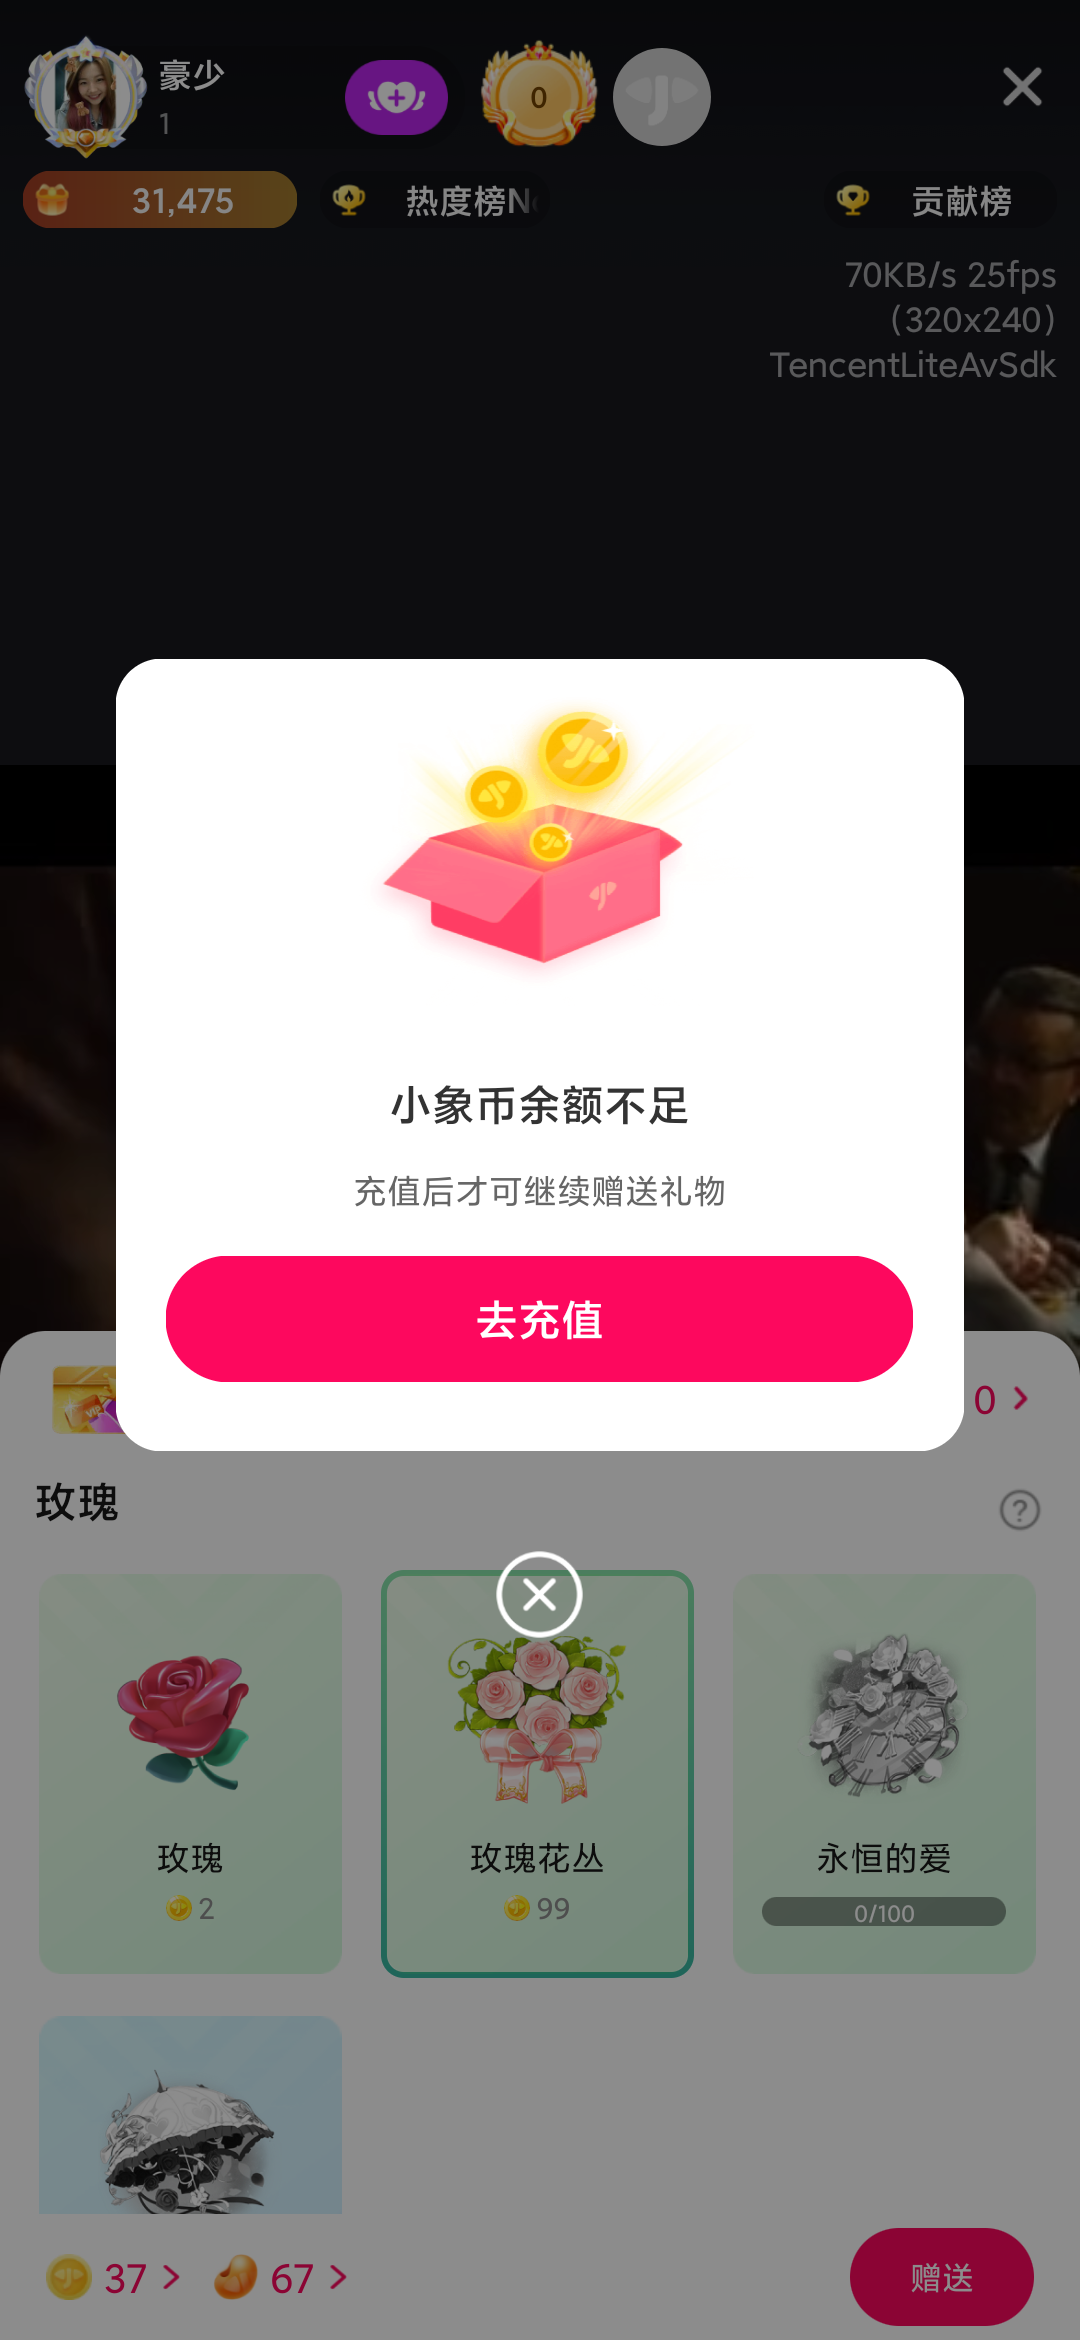 豪少
1
0
31,475
热度榜N
贡献榜
70KB/s 25fps
(320x240)
TencentLiteAvSdk
小象币余额不足
充值后才可继续赠送礼物
去充值
VIP
0
玫瑰
?
玫瑰
2
玫瑰花丛
99
永恒的爱
0/100
37
67
赠送